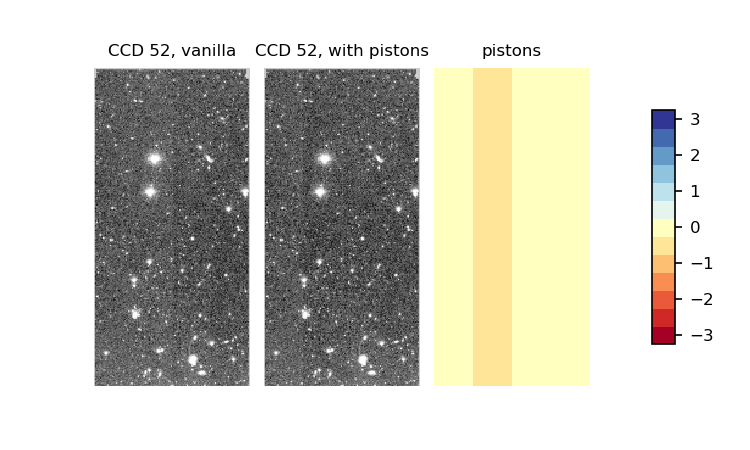 CCD 52, vanilla
CCD 52, with pistons
pistons
3
2
1
0
−1
−2
−3